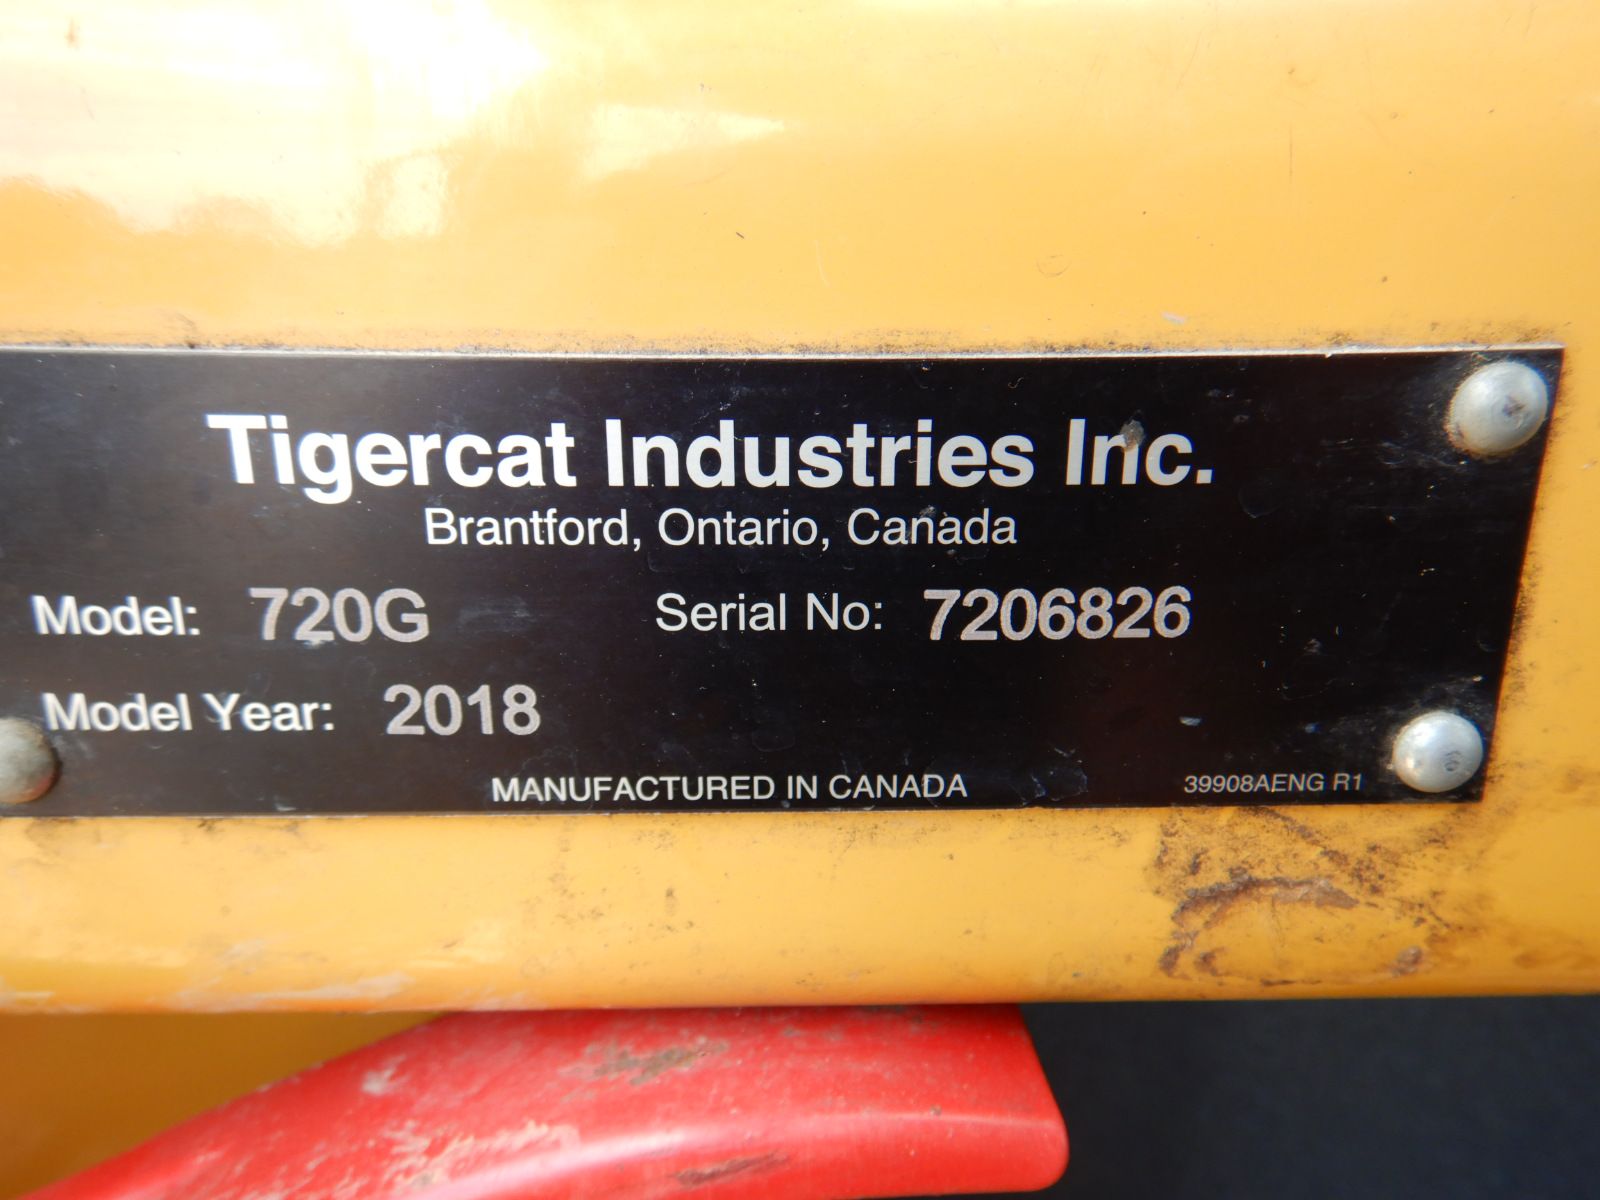 Tigercat Industries Inc.
Brantford, Ontario, Canada
Model: 720G Serial No: 7206826
Model Year: 2018
MANUFACTURED IN CANADA 39908AENG R1